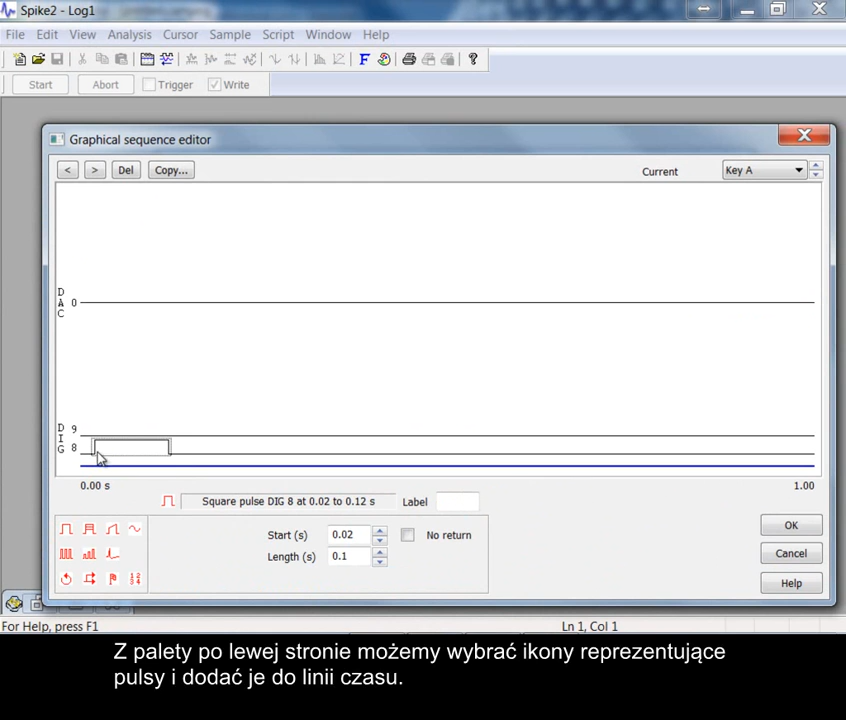 Spike2 - Log1
File Edit View Analysis Cursor Sample Script Window Help
Start Abort Trigger Write
Graphical sequence editor
< > Del Copy... Current Key A
D
A 0
C
D 9
I
G 8
0.00 s 1.00
Square pulse DIG 8 at 0.02 to 0.12 s Label
Start (s) 0.02 No return
Length (s) 0.1
OK
Cancel
Help
For Help, press F1 Ln 1, Col 1
Z palety po lewej stronie możemy wybrać ikony reprezentujące
pulsy i dodać je do linii czasu.